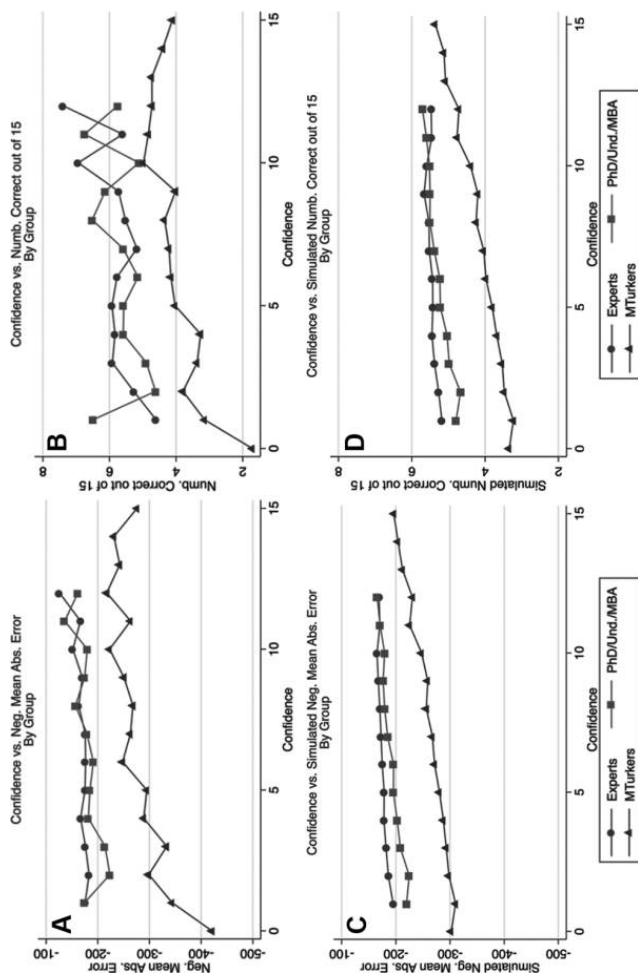 A
Confidence vs. Neg. Mean Abs. Error
By Group
Neg. Mean Abs. Error
-100
-200
-300
-400
-500
0
5
10
15
Confidence
B
Confidence vs. Numb. Correct out of 15
By Group
Numb. Correct out of 15
8
6
4
2
0
5
10
15
Confidence
C
Confidence vs. Simulated Neg. Mean Abs. Error
By Group
Simulated Neg. Mean Abs. Error
-100
-200
-300
-400
-500
0
5
10
15
Confidence
Experts
PhD/Und./MBA
MTurkers
D
Confidence vs. Simulated Numb. Correct out of 15
By Group
Simulated Numb. Correct out of 15
8
6
4
2
0
5
10
15
Confidence
Experts
PhD/Und./MBA
MTurkers